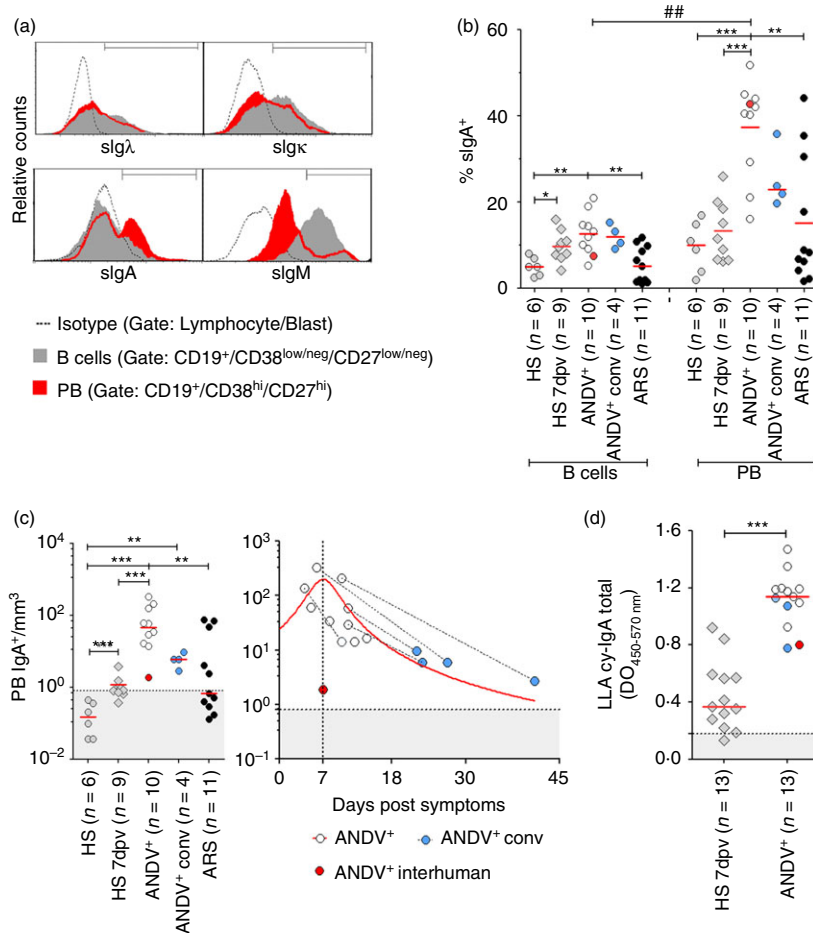 (a)
Relative counts
sIgλ
sIgκ
sIgA
sIgM
Isotype (Gate: Lymphocyte/Blast)
B cells (Gate: CD19+/CD38low/neg/CD27low/neg)
PB (Gate: CD19+/CD38hi/CD27hi)
(b)
##
*** **
***
** **
*
% sIgA+
60
40
20
0
HS (n = 6)
HS 7dpv (n = 9)
ANDV+ (n = 10)
ANDV+ conv (n = 4)
ARS (n = 11)
HS (n = 6)
HS 7dpv (n = 9)
ANDV+ (n = 10)
ANDV+ conv (n = 4)
ARS (n = 11)
B cells
PB
(c)
**
*** **
***
***
PB IgA+/mm3
10^4
10^2
10^0
10^−2
HS (n = 6)
HS 7dpv (n = 9)
ANDV+ (n = 10)
ANDV+ conv (n = 4)
ARS (n = 11)
10^3
10^2
10^1
10^0
10^−1
0 7 18 30 45
Days post symptoms
ANDV+
ANDV+ conv
ANDV+ interhuman
(d)
***
LLA cy-IgA total
(DO450-570 nm)
1·6
1·2
0·8
0·4
0·0
HS 7dpv (n = 13)
ANDV+ (n = 13)